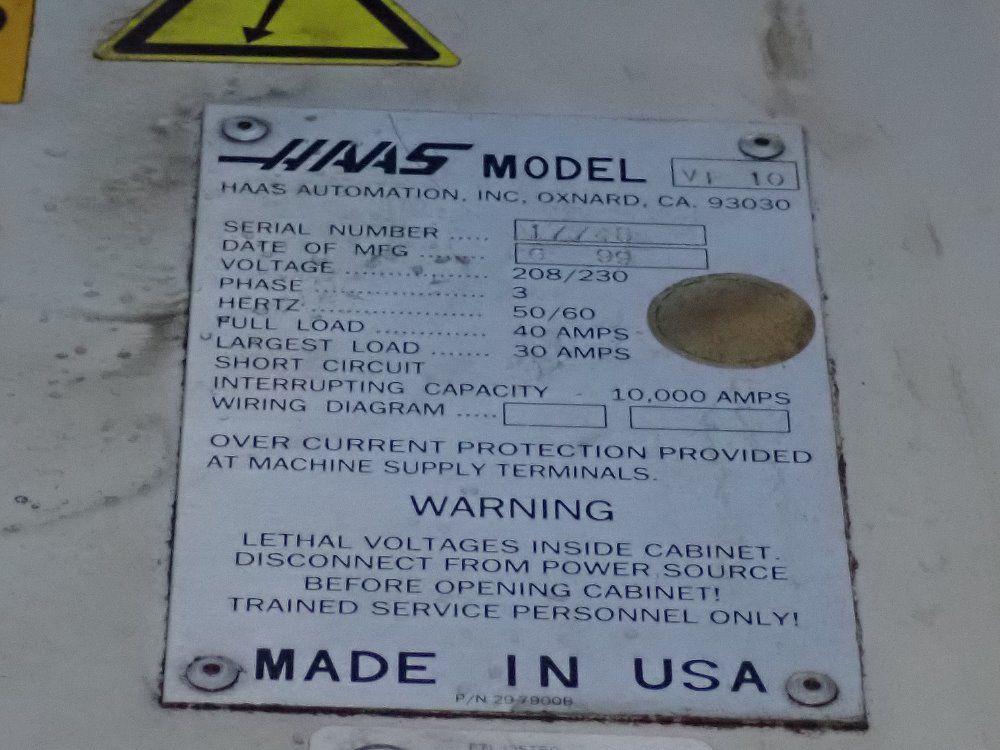 HAAS MODEL VF 10
HAAS AUTOMATION, INC, OXNARD, CA. 93030
SERIAL NUMBER .....
DATE OF MFG ........ 99
VOLTAGE ................. 208/230
PHASE .................... 3
HERTZ ..................... 50/60
FULL LOAD ............ 40 AMPS
LARGEST LOAD ....... 30 AMPS
SHORT CIRCUIT
INTERRUPTING CAPACITY - 10,000 AMPS
WIRING DIAGRAM .....
OVER CURRENT PROTECTION PROVIDED
AT MACHINE SUPPLY TERMINALS.
WARNING
LETHAL VOLTAGES INSIDE CABINET.
DISCONNECT FROM POWER SOURCE
BEFORE OPENING CABINET!
TRAINED SERVICE PERSONNEL ONLY!
MADE IN USA
P/N 29-7900B